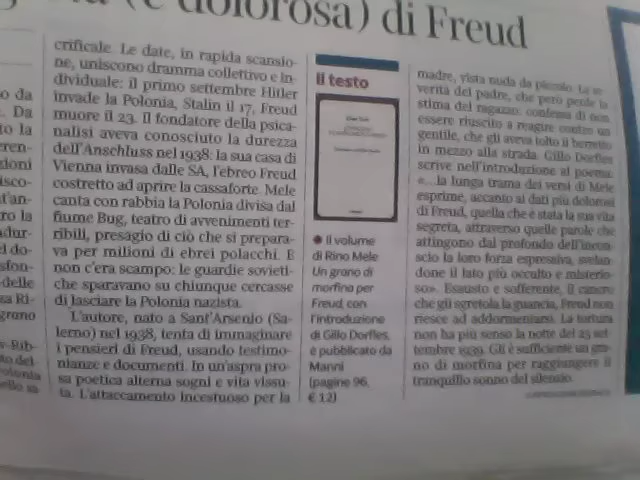 (e dolorosa) di Freud
crificale. Le date, in rapida scansio-
ne, uniscono dramma collettivo e in-
dividuale: il primo settembre Hitler
invade la Polonia, Stalin il 17, Freud
muore il 23. Il fondatore della psica-
nalisi aveva conosciuto la durezza
dell'Anschluss nel 1938: la sua casa di
Vienna invasa dalle SA, l'ebreo Freud
costretto ad aprire la cassaforte. Mele
canta con rabbia la Polonia divisa dal
fiume Bug, teatro di avvenimenti ter-
ribili, presagio di ciò che si prepara-
va per milioni di ebrei polacchi. E
non c'era scampo: le guardie sovieti-
che sparavano su chiunque cercasse
di lasciare la Polonia nazista.
L'autore, nato a Sant'Arsenio (Sa-
lerno) nel 1938, tenta di immaginare
i pensieri di Freud, usando testimo-
nianze e documenti. In un'aspra pro-
sa poetica alterna sogni e vita vissu-
ta. L'attaccamento incestuoso per la
Il testo
Il volume
di Rino Mele
Un grano di
morfina per
Freud, con
l'introduzione
di Gillo Dorfles,
è pubblicato da
Manni
(pagine 96,
€ 12)
madre, vista nuda da piccolo. La se-
verità del padre, che però perde la
stima del ragazzo: confessa di non
essere riuscito a reagire contro un
gentile, che gli aveva tolto il berretto
in mezzo alla strada. Gillo Dorfles
scrive nell'introduzione al poema:
«...la lunga trama dei versi di Mele
esprime, accanto ai dati più dolorosi
di Freud, quella che è stata la sua vita
segreta, attraverso quelle parole che
attingono dal profondo dell'incon-
scio la loro forza espressiva, svelan-
done il lato più occulto e misterio-
so». Esausto e sofferente, il cancro
che gli sgretola la guancia, Freud non
riesce ad addormentarsi. La tortura
non ha più senso la notte del 23 set-
tembre 1939. Gli è sufficiente un gra-
no di morfina per raggiungere il
tranquillo sonno del silenzio.